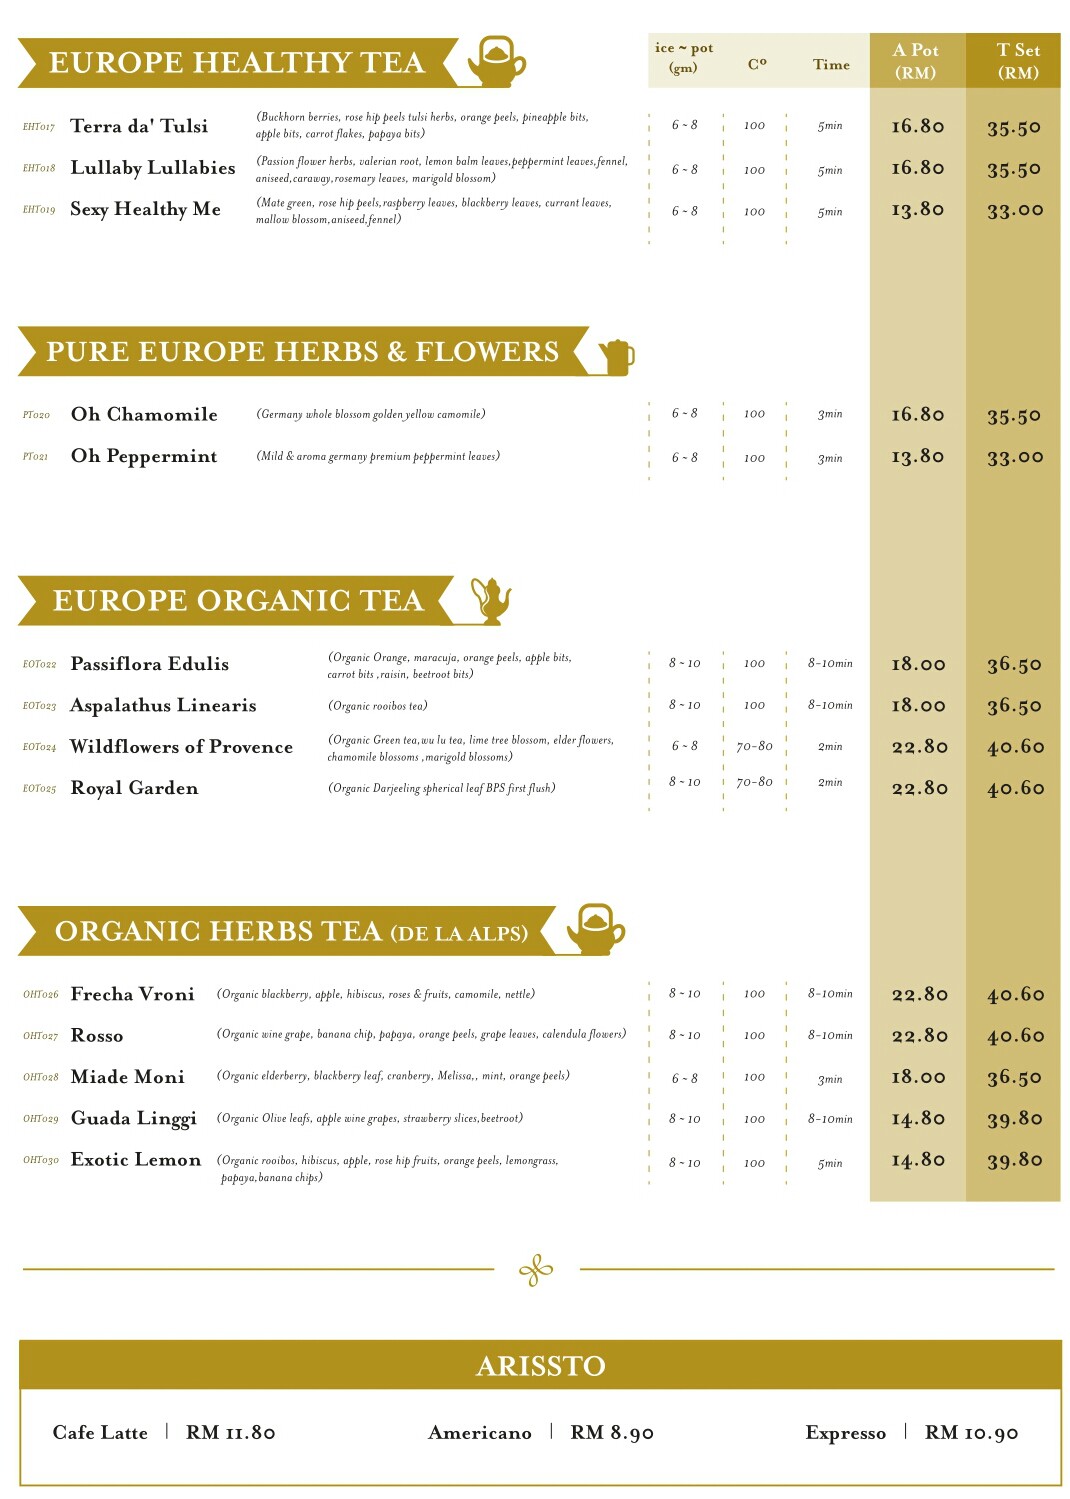 EUROPE HEALTHY TEA
ice ~ pot (gm) Cº Time A Pot (RM) T Set (RM)
EHT017 Terra da' Tulsi (Buckhorn berries, rose hip peels tulsi herbs, orange peels, pineapple bits, 6 ~ 8 100 5min 16.80 35.50
apple bits, carrot flakes, papaya bits)
EHT018 Lullaby Lullabies (Passion flower herbs, valerian root, lemon balm leaves,peppermint leaves,fennel, 6 ~ 8 100 5min 16.80 35.50
aniseed,caraway,rosemary leaves, marigold blossom)
EHT019 Sexy Healthy Me (Mate green, rose hip peels,raspberry leaves, blackberry leaves, currant leaves, 6 ~ 8 100 5min 13.80 33.00
mallow blossom,aniseed,fennel)
PURE EUROPE HERBS & FLOWERS
PT020 Oh Chamomile (Germany whole blossom golden yellow camomile) 6 ~ 8 100 3min 16.80 35.50
PT021 Oh Peppermint (Mild & aroma germany premium peppermint leaves) 6 ~ 8 100 3min 13.80 33.00
EUROPE ORGANIC TEA
EOT022 Passiflora Edulis (Organic Orange, maracuja, orange peels, apple bits, 8 ~ 10 100 8-10min 18.00 36.50
carrot bits ,raisin, beetroot bits)
EOT023 Aspalathus Linearis (Organic rooibos tea) 8 ~ 10 100 8-10min 18.00 36.50
EOT024 Wildflowers of Provence (Organic Green tea,wu lu tea, lime tree blossom, elder flowers, 6 ~ 8 70-80 2min 22.80 40.60
chamomile blossoms ,marigold blossoms)
EOT025 Royal Garden (Organic Darjeeling spherical leaf BPS first flush) 8 ~ 10 70-80 2min 22.80 40.60
ORGANIC HERBS TEA (DE LA ALPS)
OHT026 Frecha Vroni (Organic blackberry, apple, hibiscus, roses & fruits, camomile, nettle) 8 ~ 10 100 8-10min 22.80 40.60
OHT027 Rosso (Organic wine grape, banana chip, papaya, orange peels, grape leaves, calendula flowers) 8 ~ 10 100 8-10min 22.80 40.60
OHT028 Miade Moni (Organic elderberry, blackberry leaf, cranberry, Melissa,, mint, orange peels) 6 ~ 8 100 3min 18.00 36.50
OHT029 Guada Linggi (Organic Olive leafs, apple wine grapes, strawberry slices,beetroot) 8 ~ 10 100 8-10min 14.80 39.80
OHT030 Exotic Lemon (Organic rooibos, hibiscus, apple, rose hip fruits, orange peels, lemongrass, 8 ~ 10 100 5min 14.80 39.80
papaya,banana chips)
ARISSTO
Cafe Latte | RM 11.80 Americano | RM 8.90 Expresso | RM 10.90